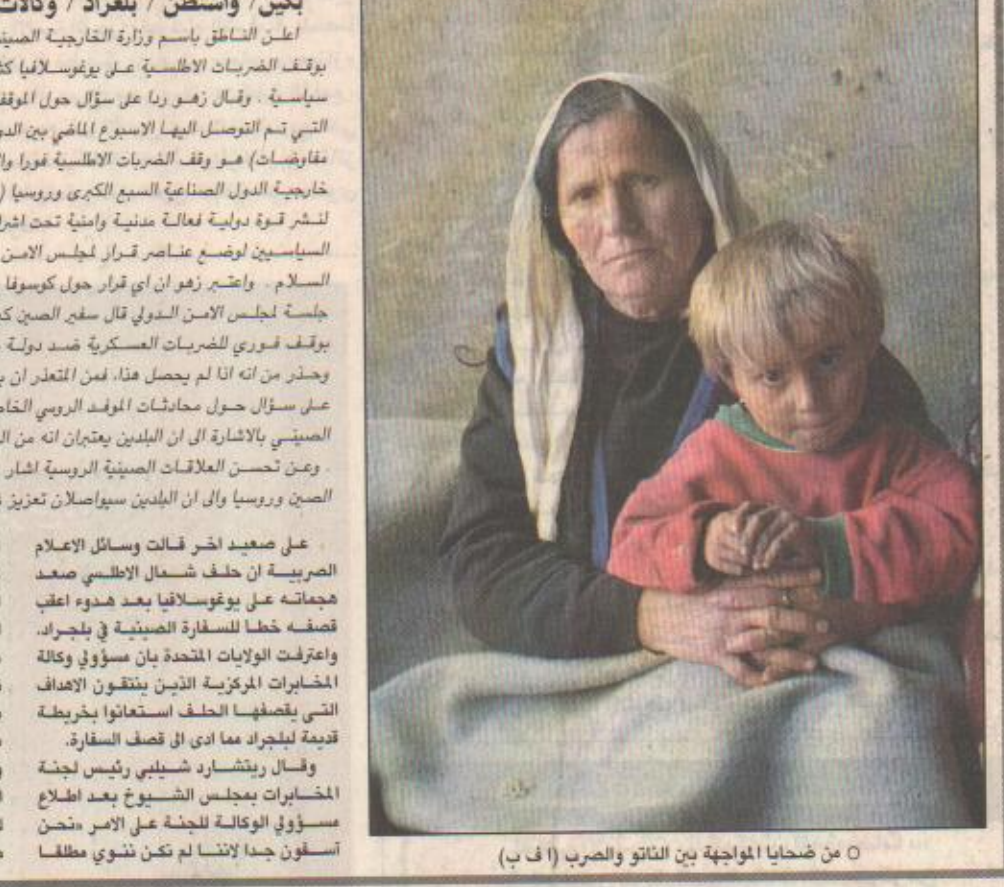 بكين/ واشنطن / بلغراد / وكالات
اعلن الناطق باسم وزارة الخارجية الصينية
بوقف الضربات الاطلسية على يوغوسلافيا
سياسية . وقال زهو ردا على سؤال حول الموقف
التي تم التوصل اليها الاسبوع الماضي بين
مفاوضات) هو وقف الضربات الاطلسية فورا
خارجية الدول الصناعية السبع الكبرى وروسيا (
لنشر قوة دولية فعالة مدنية وامنية تحت
السياسيين لوضع عناصر قرار لمجلس الامن
السلام . واعتبر زهو ان اي قرار حول كوسوفا
جلسة لمجلس الامن الدولي قال سفير الصين
بوقف فوري للضربات العسكرية ضد دولة
وحذر من انه اذا لم يحصل هذا، فمن المتعذر ان
على سؤال حول محادثات الموفد الروسي
الصيني بالاشارة الى ان البلدين يعتبران انه من
. وعن تحسن العلاقات الصينية الروسية اشار
الصين وروسيا والى ان البلدين سيواصلان تعزيز
على صعيد اخر قالت وسائل الاعلام
الصربية ان حلف شمال الاطلسي صعد
هجماته على يوغوسلافيا بعد هدوء اعقب
قصفه خطا للسفارة الصينية في بلجراد.
واعترفت الولايات المتحدة بان مسؤولي وكالة
المخابرات المركزية الذين ينتقون الاهداف
التي يقصفها الحلف استعانوا بخريطة
قديمة لبلجراد مما ادى الى قصف السفارة.
وقال ريتشارد شيلبي رئيس لجنة
المخابرات بمجلس الشيوخ بعد اطلاع
مسؤولي الوكالة للجنة على الامر «نحن
آسفون جدا لاننا لم نكن ننوي مطلقا
○ من ضحايا المواجهة بين الناتو والصرب (ا ف ب)